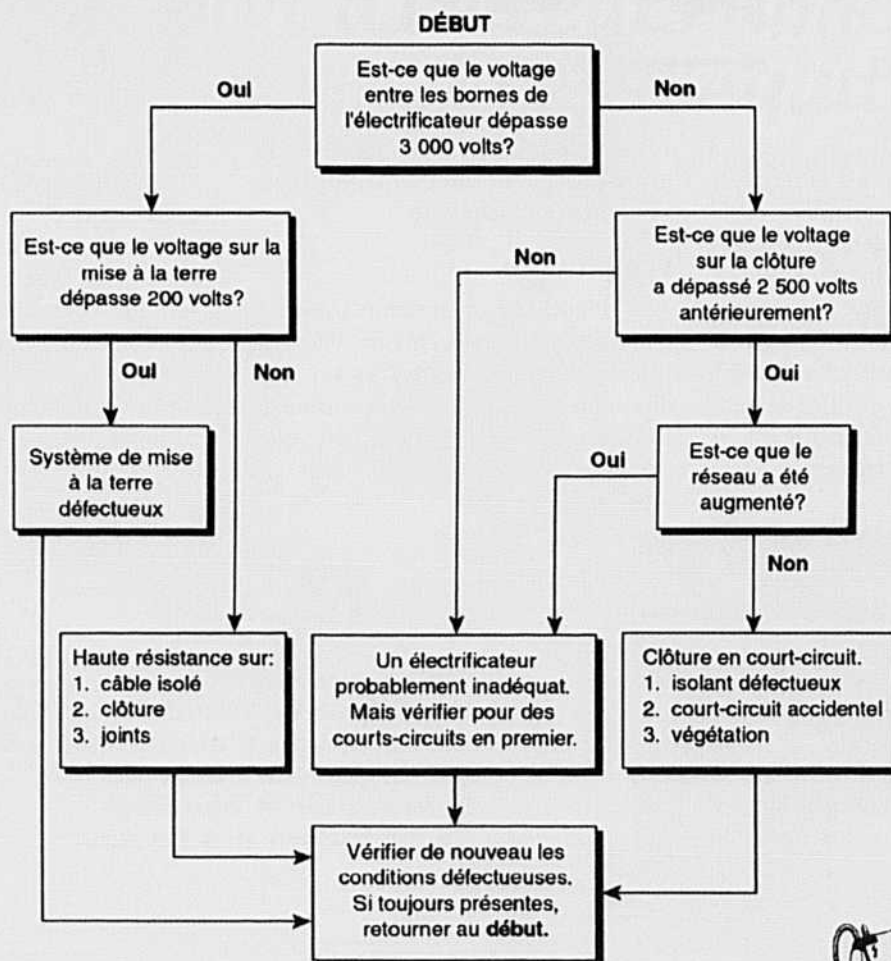 DÉBUT
Est-ce que le voltage
entre les bornes de
l'électrificateur dépasse
3 000 volts?
Oui
Non
Est-ce que le voltage sur la
mise à la terre
dépasse 200 volts?
Est-ce que le voltage
sur la clôture
a dépassé 2 500 volts
antérieurement?
Non
Oui
Non
Oui
Système de mise
à la terre
défectueux
Est-ce que le
réseau a été
augmenté?
Oui
Non
Haute résistance sur:
1. câble isolé
2. clôture
3. joints
Un électrificateur
probablement inadéquat.
Mais vérifier pour des
courts-circuits en premier.
Clôture en court-circuit.
1. isolant défectueux
2. court-circuit accidentel
3. végétation
Vérifier de nouveau les
conditions défectueuses.
Si toujours présentes,
retourner au début.